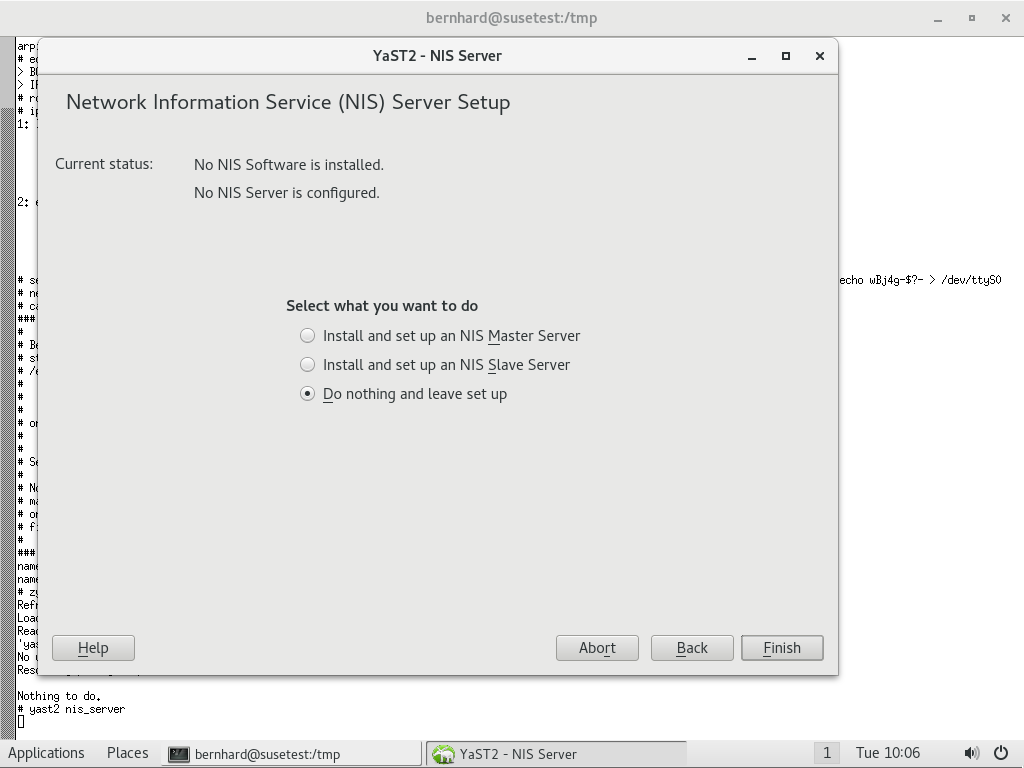 bernhard@susetest:/tmp
YaST2 - NIS Server
Network Information Service (NIS) Server Setup
Current status:
No NIS Software is installed.
No NIS Server is configured.
Select what you want to do
Install and set up an NIS Master Server
Install and set up an NIS Slave Server
Do nothing and leave set up
Help
Abort
Back
Finish
1:
2:
echo wBj4g-$?- > /dev/ttyS0
###
###
Nothing to do.
# yast2 nis_server
Applications
Places
bernhard@susetest:/tmp
YaST2 - NIS Server
1
Tue 10:06